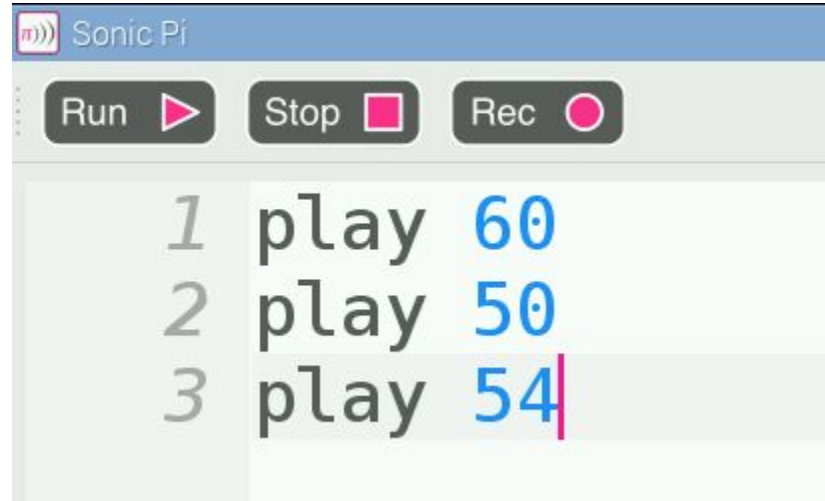 π))) Sonic Pi
Run Stop Rec
1 play 60
2 play 50
3 play 54